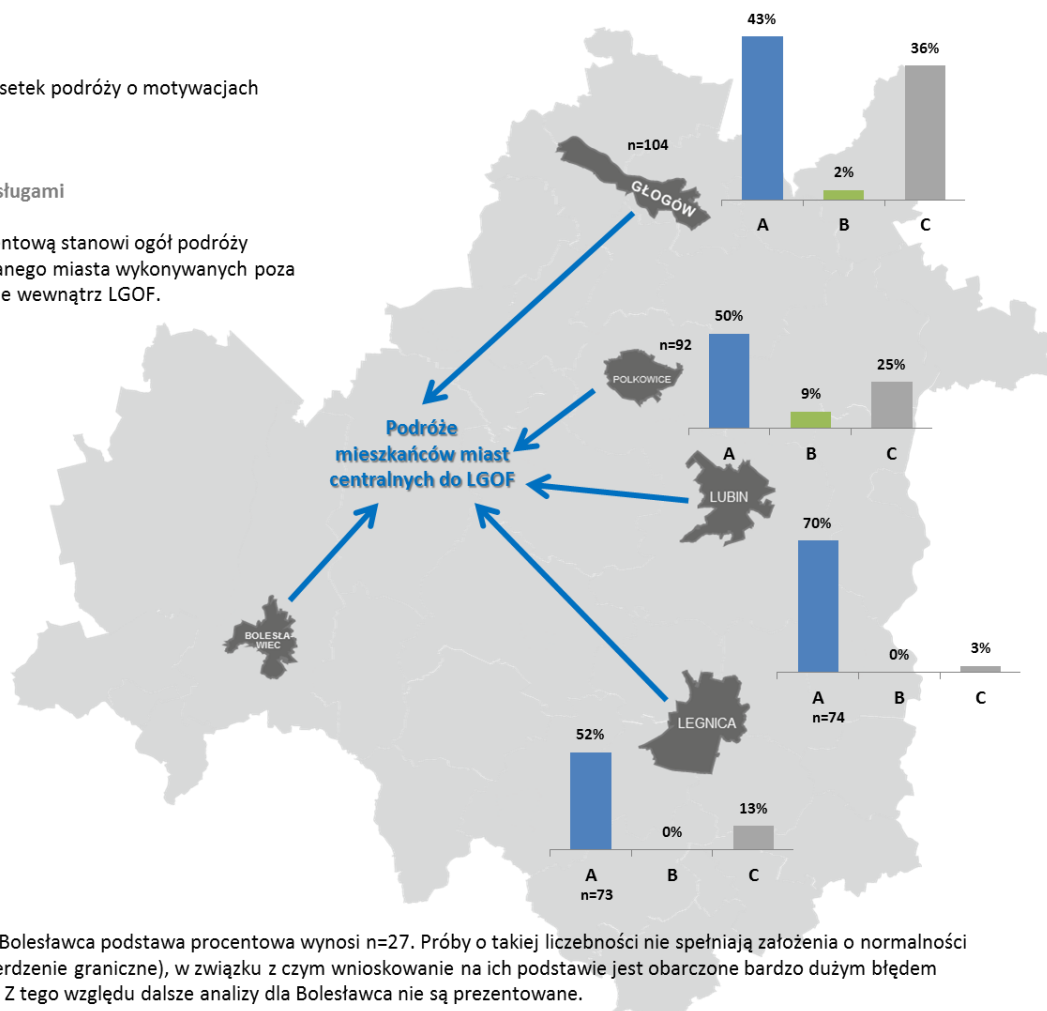 43%
36%
setek podróży o motywacjach
n=104
2%
GŁOGÓW
sługami
A B C
ntową stanowi ogół podróży
anego miasta wykonywanych poza
e wewnątrz LGOF.
50%
n=92
25%
POLKOWICE
9%
Podróże
mieszkańców miast
centralnych do LGOF
A B C
LUBIN
70%
BOLESŁA-
WIEC
0%
3%
A B C
n=74
LEGNICA
52%
13%
0%
A B C
n=73
Bolesławca podstawa procentowa wynosi n=27. Próby o takiej liczebności nie spełniają założenia o normalności
erdzenie graniczne), w związku z czym wnioskowanie na ich podstawie jest obarczone bardzo dużym błędem
Z tego względu dalsze analizy dla Bolesławca nie są prezentowane.